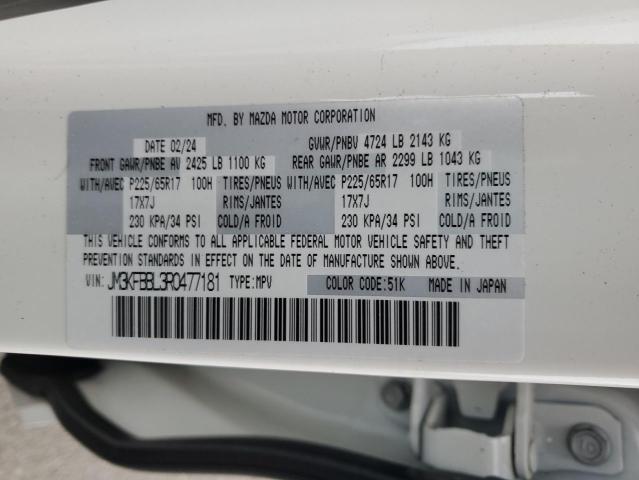 MFD. BY MAZDA MOTOR CORPORATION
DATE 02/24 GVWR/PNBV 4724 LB 2143 KG
FRONT GAWR/PNBE AV 2425 LB 1100 KG REAR GAWR/PNBE AR 2299 LB 1043 KG
WITH/AVEC P225/65R17 100H TIRES/PNEUS WITH/AVEC P225/65R17 100H TIRES/PNEUS
17X7J RIMS/JANTES 17X7J RIMS/JANTES
230 KPA/34 PSI COLD/A FROID 230 KPA/34 PSI COLD/A FROID
THIS VEHICLE CONFORMS TO ALL APPLICABLE FEDERAL MOTOR VEHICLE SAFETY AND THEFT
PREVENTION STANDARDS IN EFFECT ON THE DATE OF MANUFACTURE SHOWN ABOVE.
VIN: JM3KFBBL3R0477181 TYPE:MPV COLOR CODE:51K MADE IN JAPAN